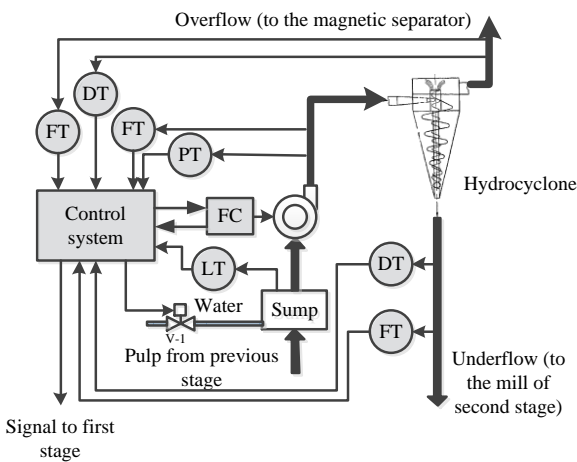 Overflow (to the magnetic separator)
DT
FT
FT
PT
Hydrocyclone
Control
system
FC
LT
DT
Water
Sump
V-1
FT
Pulp from previous
stage
Underflow (to
the mill of
second stage)
Signal to first
stage